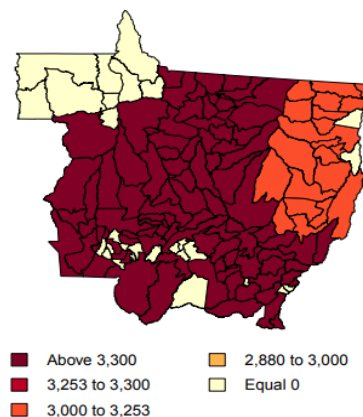 Above 3,300
3,253 to 3,300
3,000 to 3,253
2,880 to 3,000
Equal 0